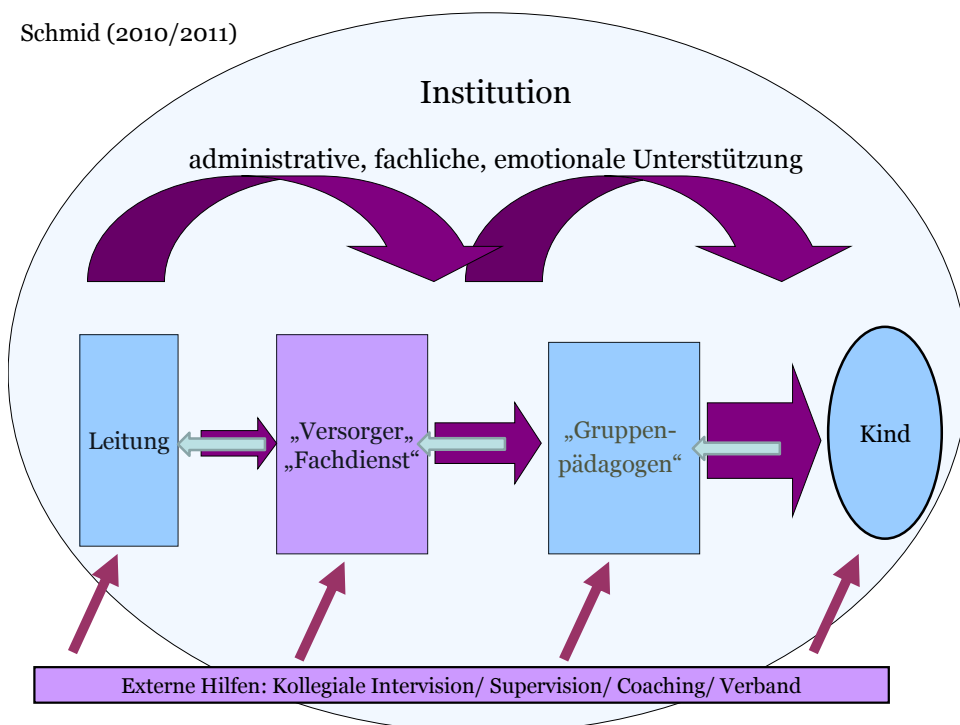 Schmid (2010/2011)
Institution
administrative, fachliche, emotionale Unterstützung
Leitung
„Versorger„
„Fachdienst“
„Gruppen-
pädagogen“
Kind
Externe Hilfen: Kollegiale Intervision/ Supervision/ Coaching/ Verband